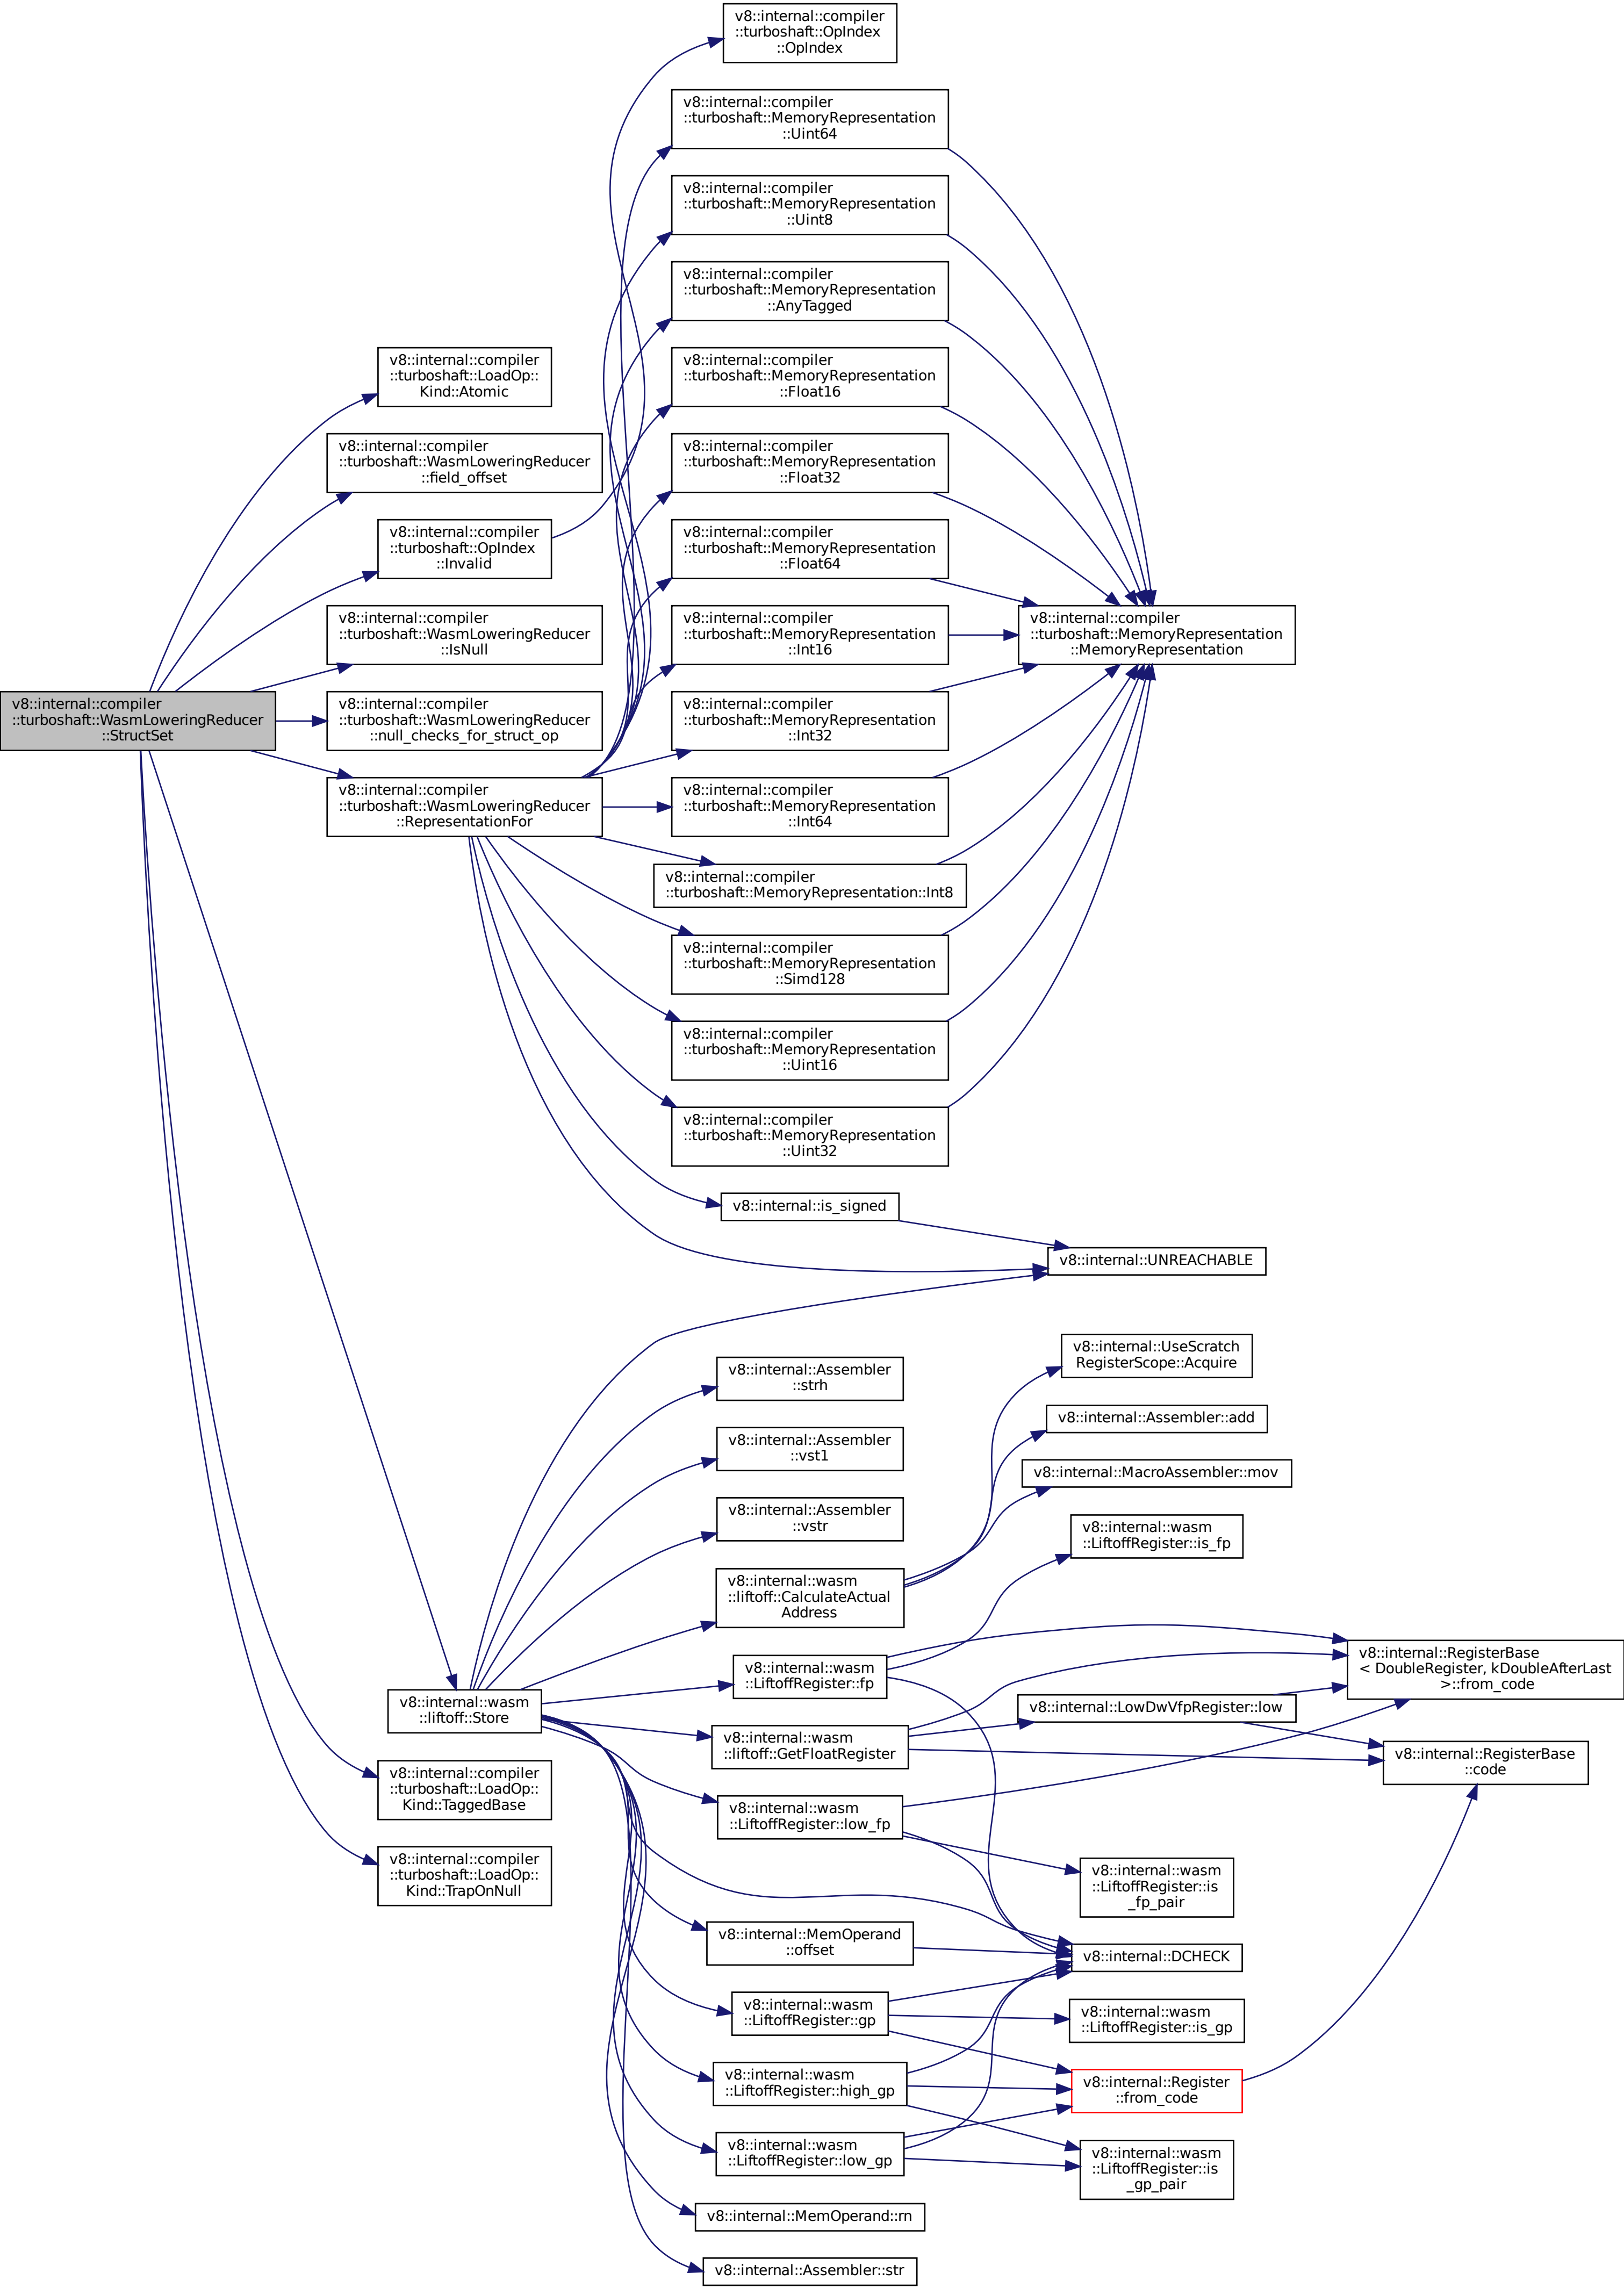 v8::internal::compiler
::turboshaft::OpIndex
::OpIndex
v8::internal::compiler
::turboshaft::MemoryRepresentation
::Uint64
v8::internal::compiler
::turboshaft::MemoryRepresentation
::Uint8
v8::internal::compiler
::turboshaft::MemoryRepresentation
::AnyTagged
v8::internal::compiler
::turboshaft::LoadOp::
Kind::Atomic
v8::internal::compiler
::turboshaft::MemoryRepresentation
::Float16
v8::internal::compiler
::turboshaft::WasmLoweringReducer
::field_offset
v8::internal::compiler
::turboshaft::MemoryRepresentation
::Float32
v8::internal::compiler
::turboshaft::OpIndex
::Invalid
v8::internal::compiler
::turboshaft::MemoryRepresentation
::Float64
v8::internal::compiler
::turboshaft::WasmLoweringReducer
::IsNull
v8::internal::compiler
::turboshaft::MemoryRepresentation
::Int16
v8::internal::compiler
::turboshaft::MemoryRepresentation
::MemoryRepresentation
v8::internal::compiler
::turboshaft::WasmLoweringReducer
::StructSet
v8::internal::compiler
::turboshaft::WasmLoweringReducer
::null_checks_for_struct_op
v8::internal::compiler
::turboshaft::MemoryRepresentation
::Int32
v8::internal::compiler
::turboshaft::WasmLoweringReducer
::RepresentationFor
v8::internal::compiler
::turboshaft::MemoryRepresentation
::Int64
v8::internal::compiler
::turboshaft::MemoryRepresentation::Int8
v8::internal::compiler
::turboshaft::MemoryRepresentation
::Simd128
v8::internal::compiler
::turboshaft::MemoryRepresentation
::Uint16
v8::internal::compiler
::turboshaft::MemoryRepresentation
::Uint32
v8::internal::is_signed
v8::internal::UNREACHABLE
v8::internal::UseScratch
RegisterScope::Acquire
v8::internal::Assembler
::strh
v8::internal::Assembler::add
v8::internal::Assembler
::vst1
v8::internal::MacroAssembler::mov
v8::internal::Assembler
::vstr
v8::internal::wasm
::LiftoffRegister::is_fp
v8::internal::wasm
::liftoff::CalculateActual
Address
v8::internal::wasm
::LiftoffRegister::fp
v8::internal::RegisterBase
< DoubleRegister, kDoubleAfterLast
>::from_code
v8::internal::wasm
::liftoff::Store
v8::internal::LowDwVfpRegister::low
v8::internal::wasm
::liftoff::GetFloatRegister
v8::internal::RegisterBase
::code
v8::internal::compiler
::turboshaft::LoadOp::
Kind::TaggedBase
v8::internal::wasm
::LiftoffRegister::low_fp
v8::internal::compiler
::turboshaft::LoadOp::
Kind::TrapOnNull
v8::internal::wasm
::LiftoffRegister::is
_fp_pair
v8::internal::MemOperand
::offset
v8::internal::DCHECK
v8::internal::wasm
::LiftoffRegister::gp
v8::internal::wasm
::LiftoffRegister::is_gp
v8::internal::wasm
::LiftoffRegister::high_gp
v8::internal::Register
::from_code
v8::internal::wasm
::LiftoffRegister::low_gp
v8::internal::wasm
::LiftoffRegister::is
_gp_pair
v8::internal::MemOperand::rn
v8::internal::Assembler::str